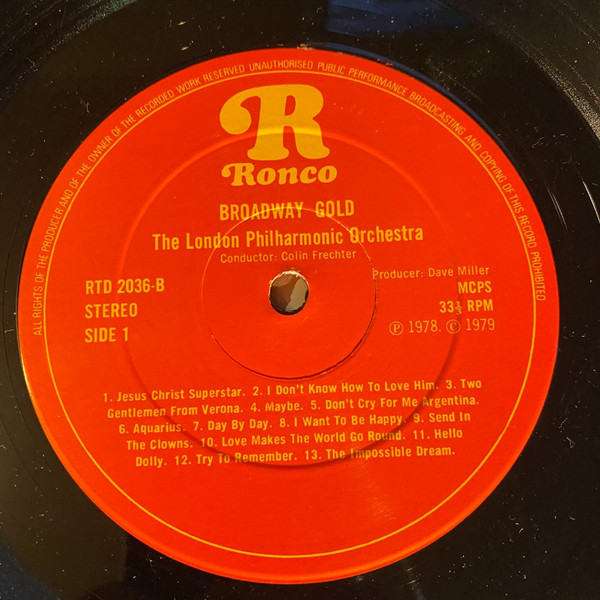 ALL RIGHTS OF THE PRODUCER AND OF THE OWNER OF THE RECORDED WORK RESERVED UNAUTHORISED PUBLIC PERFORMANCE BROADCASTING AND COPYING OF THIS RECORD PROHIBITED
R
Ronco
BROADWAY GOLD
The London Philharmonic Orchestra
Conductor: Colin Frechter
Producer: Dave Miller
RTD 2036-B
MCPS
STEREO
33⅓ RPM
SIDE 1
Ⓟ 1978. © 1979
1. Jesus Christ Superstar. 2. I Don't Know How To Love Him. 3. Two
Gentlemen From Verona. 4. Maybe. 5. Don't Cry For Me Argentina.
6. Aquarius. 7. Day By Day. 8. I Want To Be Happy. 9. Send In
The Clowns. 10. Love Makes The World Go Round. 11. Hello
Dolly. 12. Try To Remember. 13. The Impossible Dream.